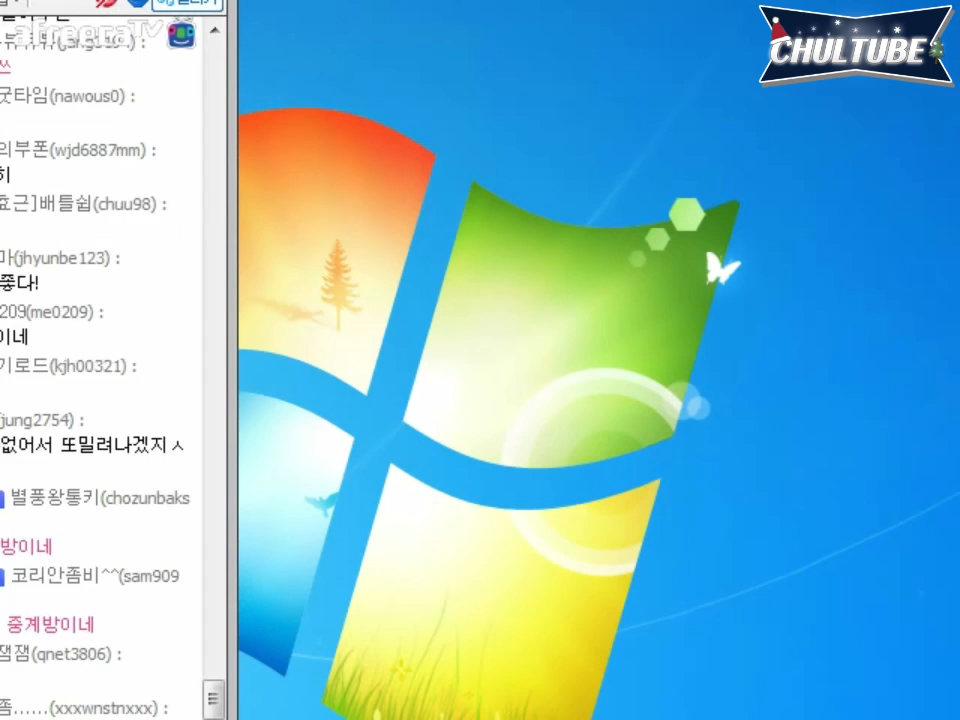 afreecaTV
CHULTUBE
쓰
굿타임(nawous0) :
의부폰(wjd6887mm) :
히
효근]배틀쉽(chuu98) :
마(jhyunbe123) :
좋다!
209(me0209) :
이네
기로드(kjh00321) :
jung2754) :
없어서 또밀려나겠지ㅅ
별풍왕통키(chozunbaks
방이네
코리안좀비^^(sam909
중계방이네
잼잼(qnet3806) :
좀......(xxxwnstnxxx) :